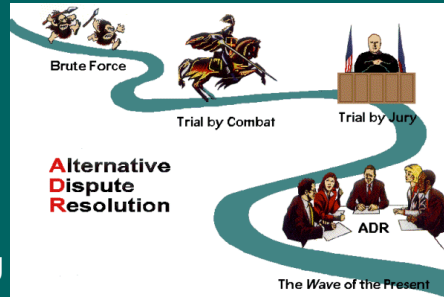 Brute Force
Trial by Combat
Trial by Jury
Alternative
Dispute
Resolution
ADR
The Wave of the Present